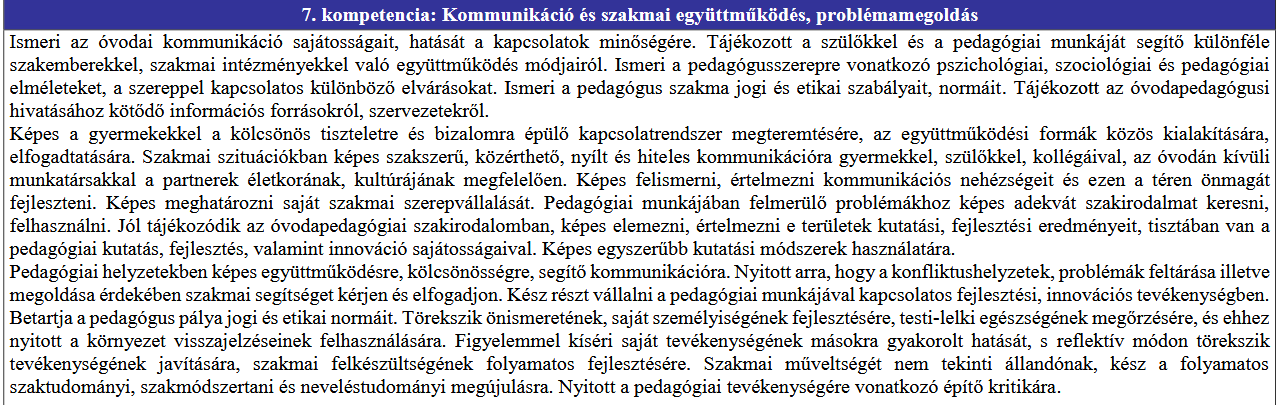 7. kompetencia: Kommunikáció és szakmai együttműködés, problémamegoldás
Ismeri az óvodai kommunikáció sajátosságait, hatását a kapcsolatok minőségére. Tájékozott a szülőkkel és a pedagógiai munkáját segítő különféle
szakemberekkel, szakmai intézményekkel való együttműködés módjairól. Ismeri a pedagógusszerepre vonatkozó pszichológiai, szociológiai és pedagógiai
elméleteket, a szereppel kapcsolatos különböző elvárásokat. Ismeri a pedagógus szakma jogi és etikai szabályait, normáit. Tájékozott az óvodapedagógusi
hivatásához kötődő információs forrásokról, szervezetekről.
Képes a gyermekekkel a kölcsönös tiszteletre és bizalomra épülő kapcsolatrendszer megteremtésére, az együttműködési formák közös kialakítására,
elfogadtatására. Szakmai szituációkban képes szakszerű, közérthető, nyílt és hiteles kommunikációra gyermekkel, szülőkkel, kollégáival, az óvodán kívüli
munkatársakkal a partnerek életkorának, kultúrájának megfelelően. Képes felismerni, értelmezni kommunikációs nehézségeit és ezen a téren önmagát
fejleszteni. Képes meghatározni saját szakmai szerepvállalását. Pedagógiai munkájában felmerülő problémákhoz képes adekvát szakirodalmat keresni,
felhasználni. Jól tájékozódik az óvodapedagógiai szakirodalomban, képes elemezni, értelmezni e területek kutatási, fejlesztési eredményeit, tisztában van a
pedagógiai kutatás, fejlesztés, valamint innováció sajátosságaival. Képes egyszerűbb kutatási módszerek használatára.
Pedagógiai helyzetekben képes együttműködésre, kölcsönösségre, segítő kommunikációra. Nyitott arra, hogy a konfliktushelyzetek, problémák feltárása illetve
megoldása érdekében szakmai segítséget kérjen és elfogadjon. Kész részt vállalni a pedagógiai munkájával kapcsolatos fejlesztési, innovációs tevékenységben.
Betartja a pedagógus pálya jogi és etikai normáit. Törekszik önismeretének, saját személyiségének fejlesztésére, testi-lelki egészségének megőrzésére, és ehhez
nyitott a környezet visszajelzéseinek felhasználására. Figyelemmel kíséri saját tevékenységének másokra gyakorolt hatását, s reflektív módon törekszik
tevékenységének javítására, szakmai felkészültségének folyamatos fejlesztésére. Szakmai műveltségét nem tekinti állandónak, kész a folyamatos
szaktudományi, szakmódszertani és neveléstudományi megújulásra. Nyitott a pedagógiai tevékenységére vonatkozó építő kritikára.